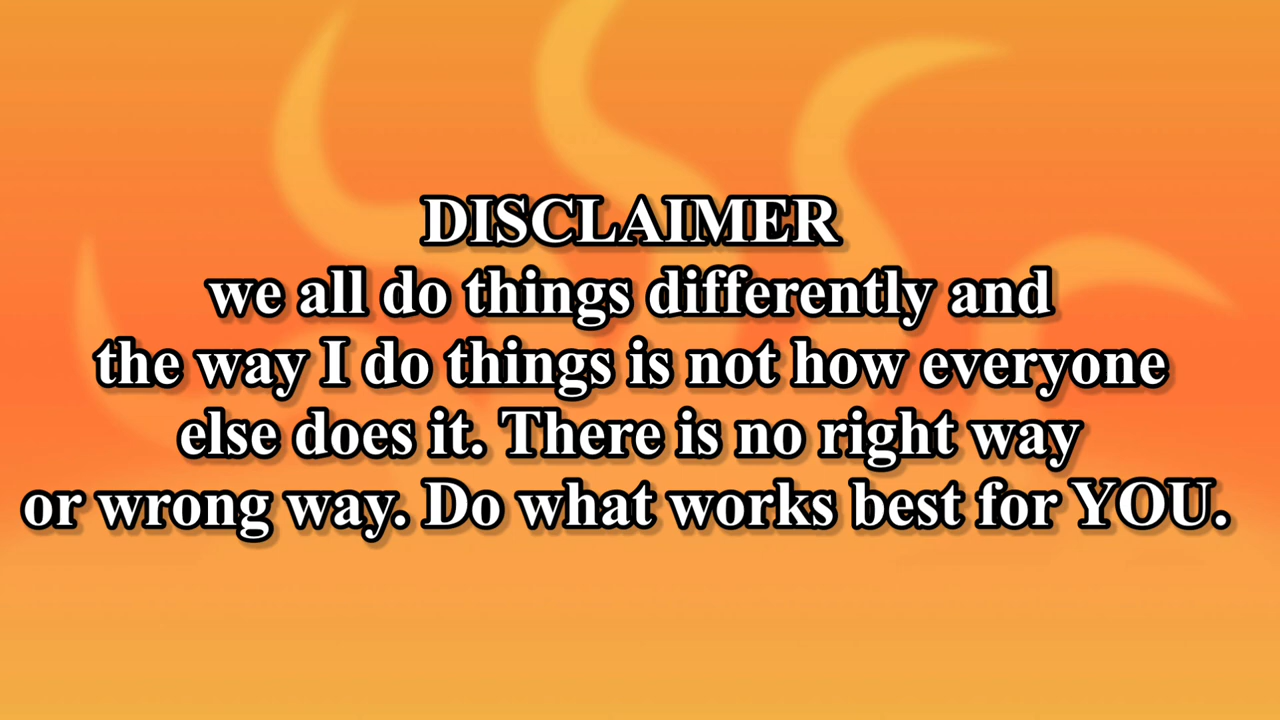 DISCLAIMER
we all do things differently and
the way I do things is not how everyone
else does it. There is no right way
or wrong way. Do what works best for YOU.